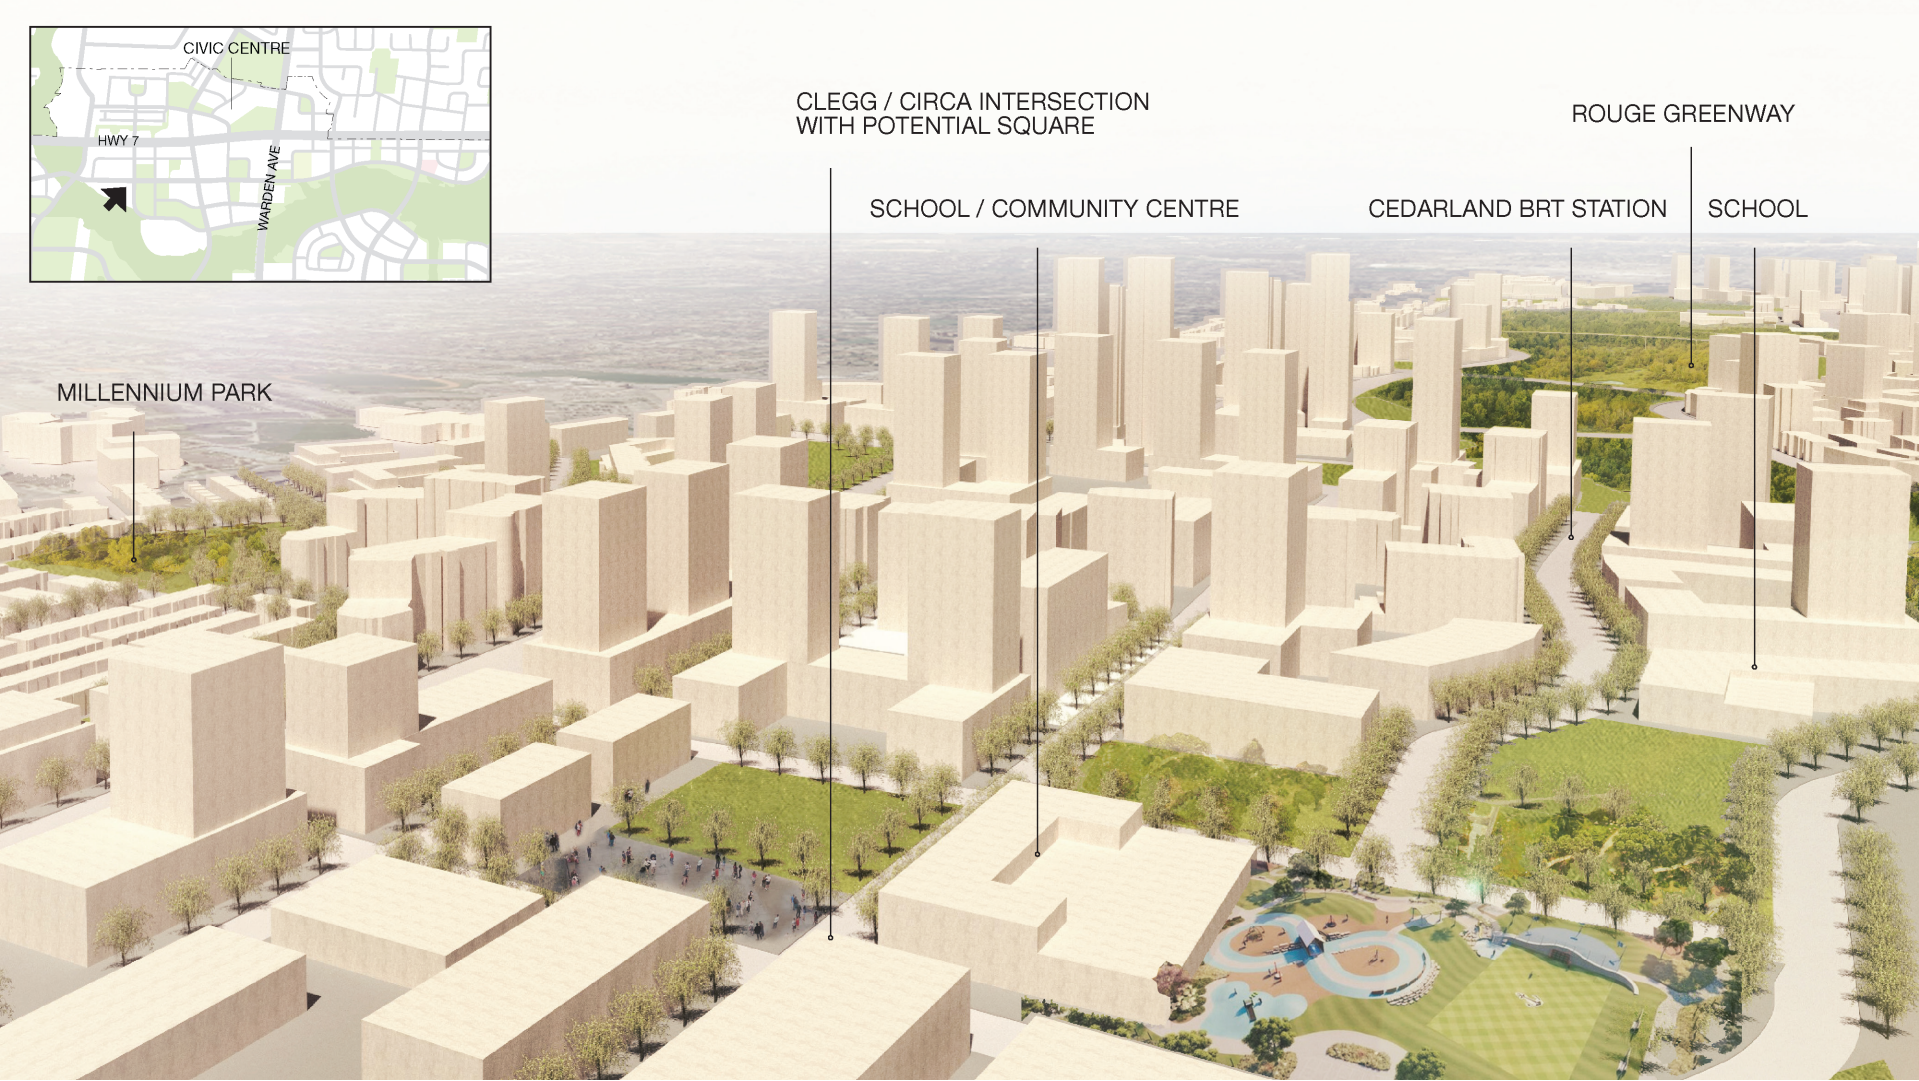 CIVIC CENTRE
HWY 7
WARDEN AVE
CLEGG / CIRCA INTERSECTION
WITH POTENTIAL SQUARE
ROUGE GREENWAY
SCHOOL / COMMUNITY CENTRE
CEDARLAND BRT STATION
SCHOOL
MILLENNIUM PARK